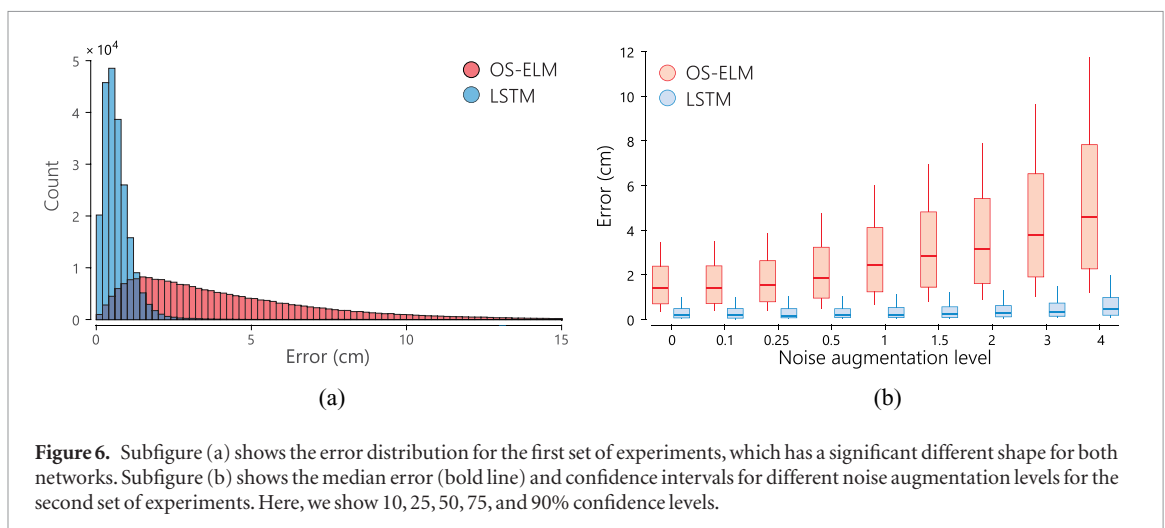 × 10⁴
5
4
3
2
1
0
Count
0
5
10
15
Error (cm)
OS-ELM
LSTM
(a)
12
10
8
6
4
2
0
Error (cm)
OS-ELM
LSTM
0
0.1
0.25
0.5
1
1.5
2
3
4
Noise augmentation level
(b)
Figure 6. Subfigure (a) shows the error distribution for the first set of experiments, which has a significant different shape for both
networks. Subfigure (b) shows the median error (bold line) and confidence intervals for different noise augmentation levels for the
second set of experiments. Here, we show 10, 25, 50, 75, and 90% confidence levels.